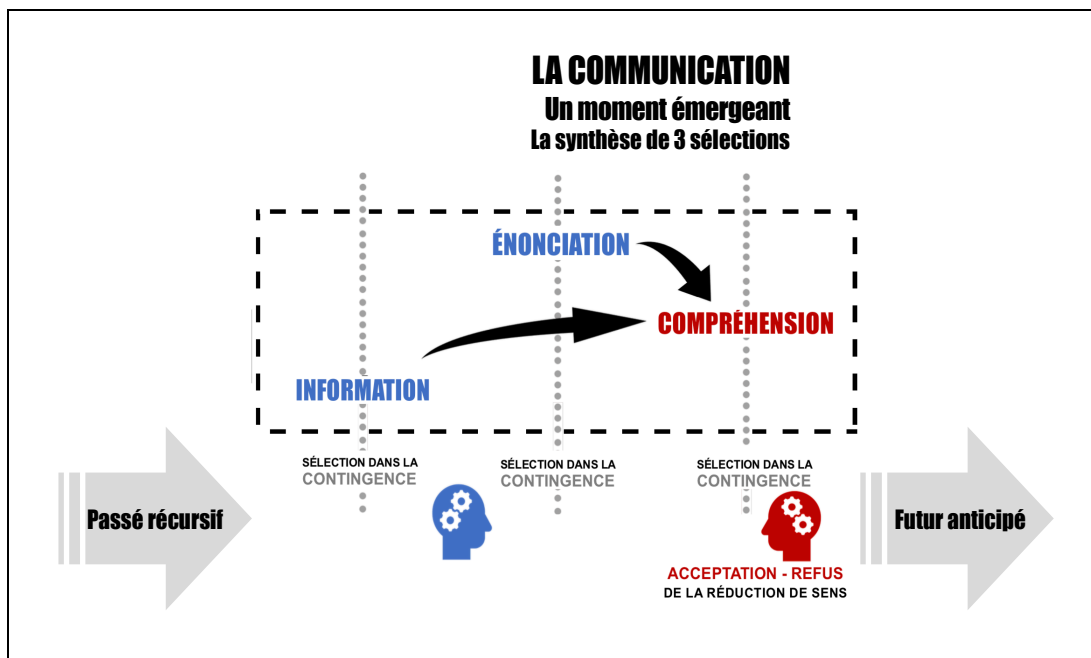 LA COMMUNICATION
Un moment émergeant
La synthèse de 3 sélections
ÉNONCIATION
COMPRÉHENSION
INFORMATION
SÉLECTION DANS LA
CONTINGENCE
SÉLECTION DANS LA
CONTINGENCE
SÉLECTION DANS LA
CONTINGENCE
Passé récursif
Futur anticipé
ACCEPTATION - REFUS
DE LA RÉDUCTION DE SENS